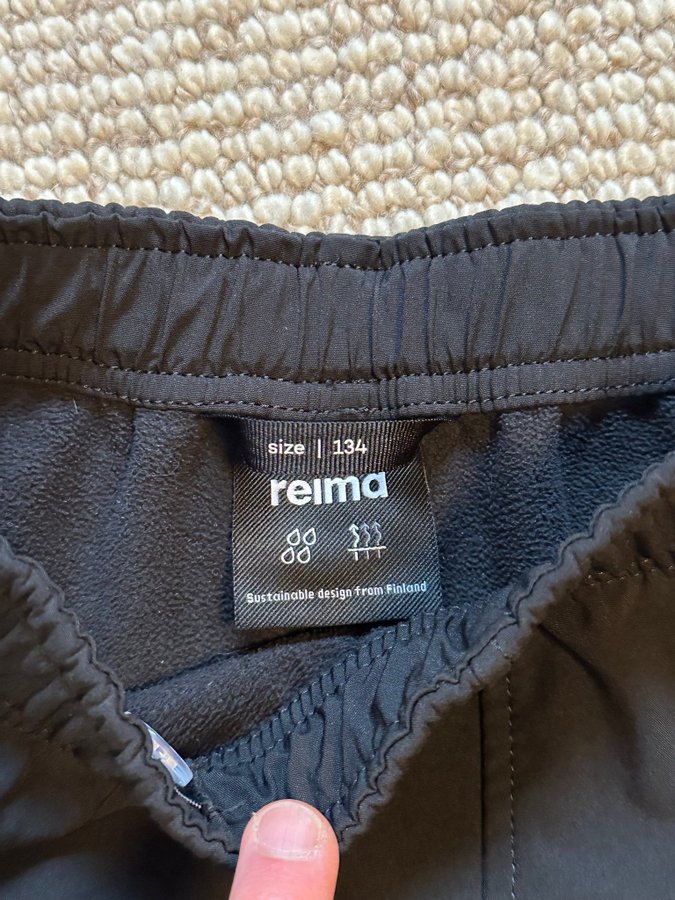 size | 134
reima
Sustainable design from Finland